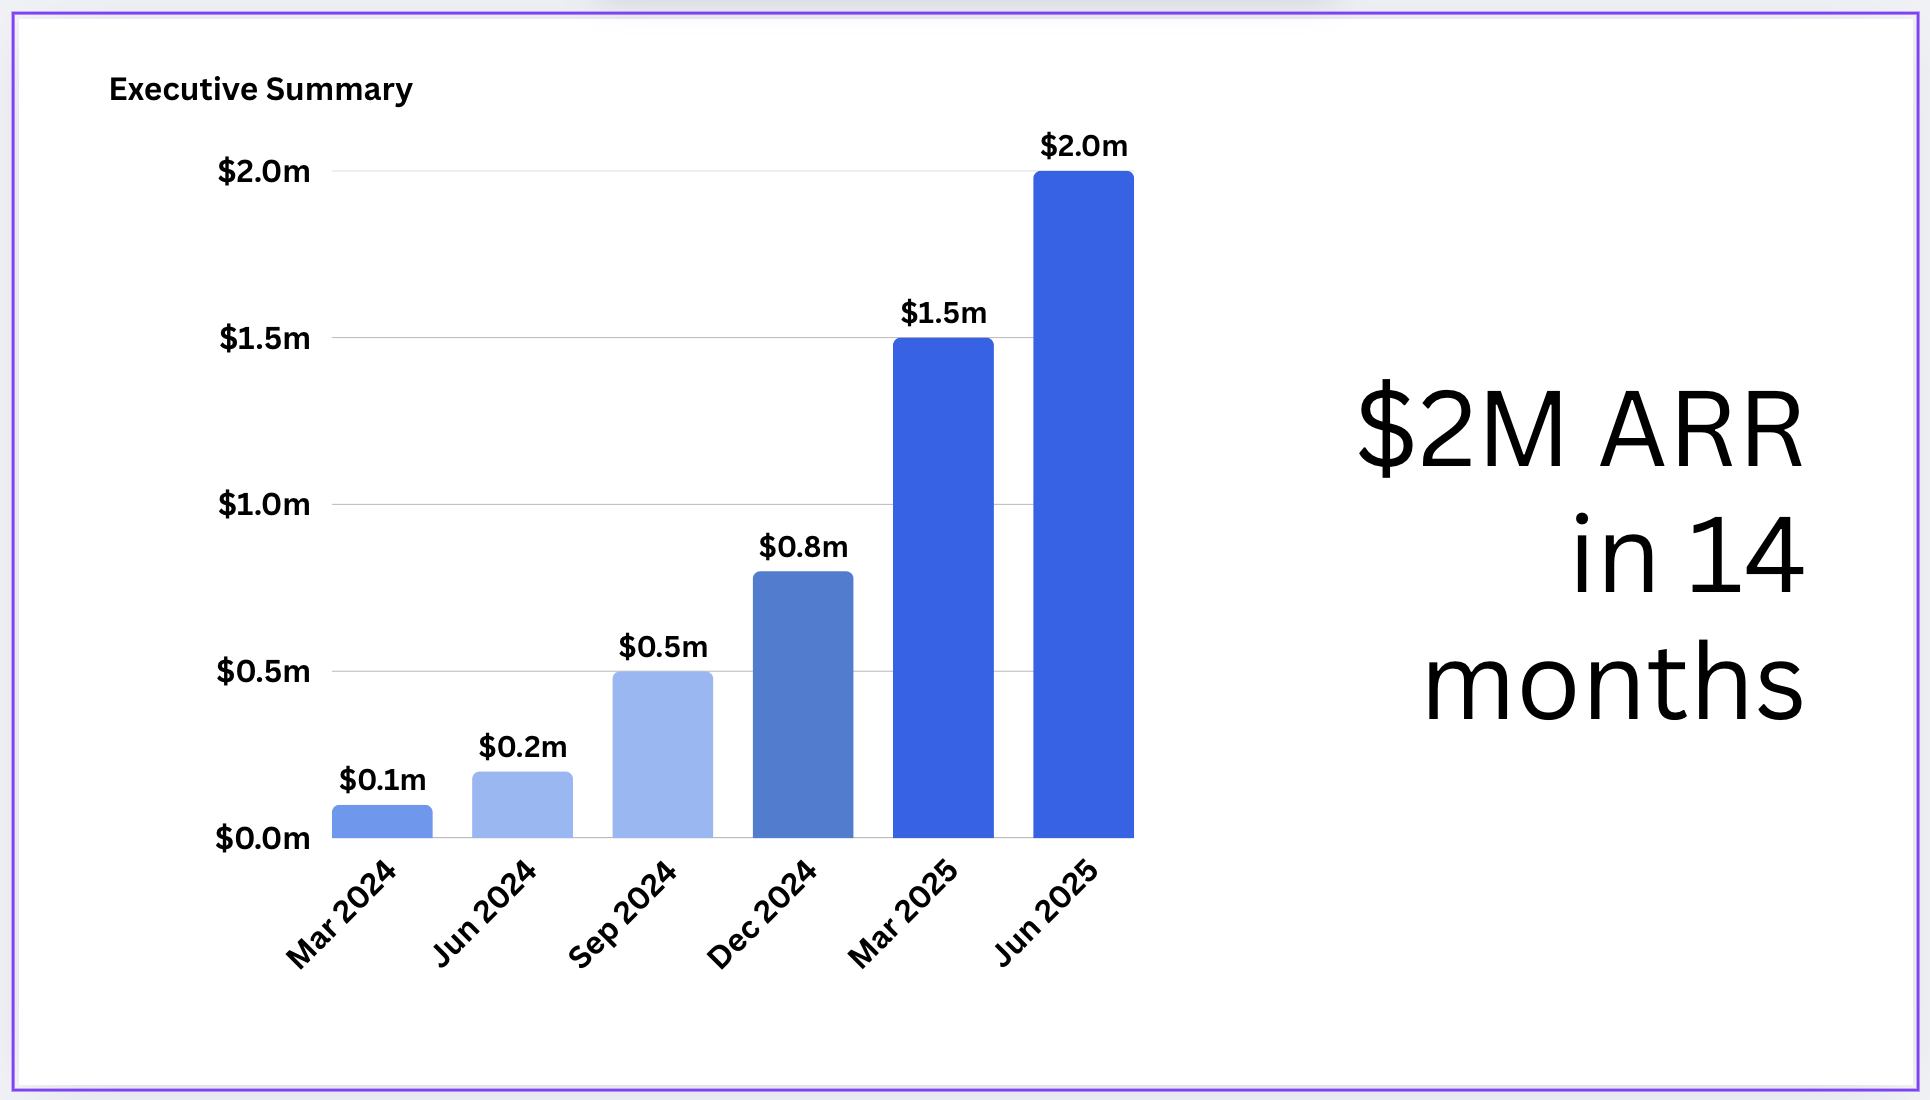 Executive Summary
$2.0m
$1.5m
$1.0m
$0.5m
$0.0m
$0.1m
$0.2m
$0.5m
$0.8m
$1.5m
$2.0m
Mar 2024
Jun 2024
Sep 2024
Dec 2024
Mar 2025
Jun 2025
$2M ARR
in 14
months